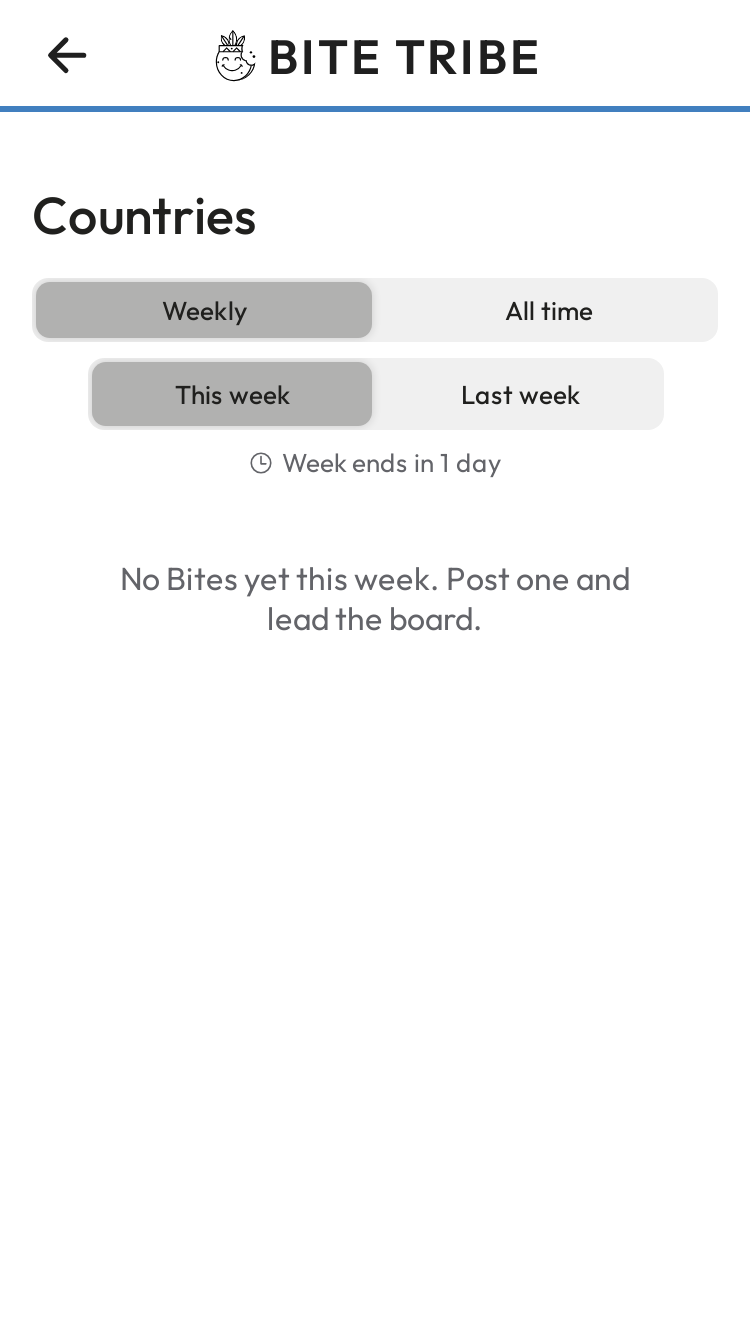 BITE TRIBE
Countries
Weekly
All time
This week
Last week
Week ends in 1 day
No Bites yet this week. Post one and
lead the board.